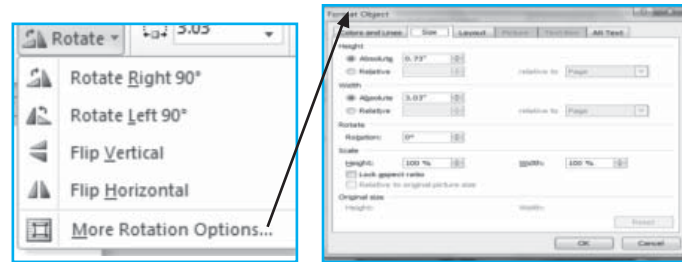 Rotate
3.03
Rotate Right 90°
Rotate Left 90°
Flip Vertical
Flip Horizontal
More Rotation Options...
Format Object
Colors and Lines Size Layout Picture Text Box Alt Text
Height
Absolute 0.73"
Relative relative to Page
Width
Absolute 3.03"
Relative relative to Page
Rotate
Rotation: 0°
Scale
Height: 100 % Width: 100 %
Lock aspect ratio
Relative to original picture size
Original size
Height: Width:
Reset
OK Cancel